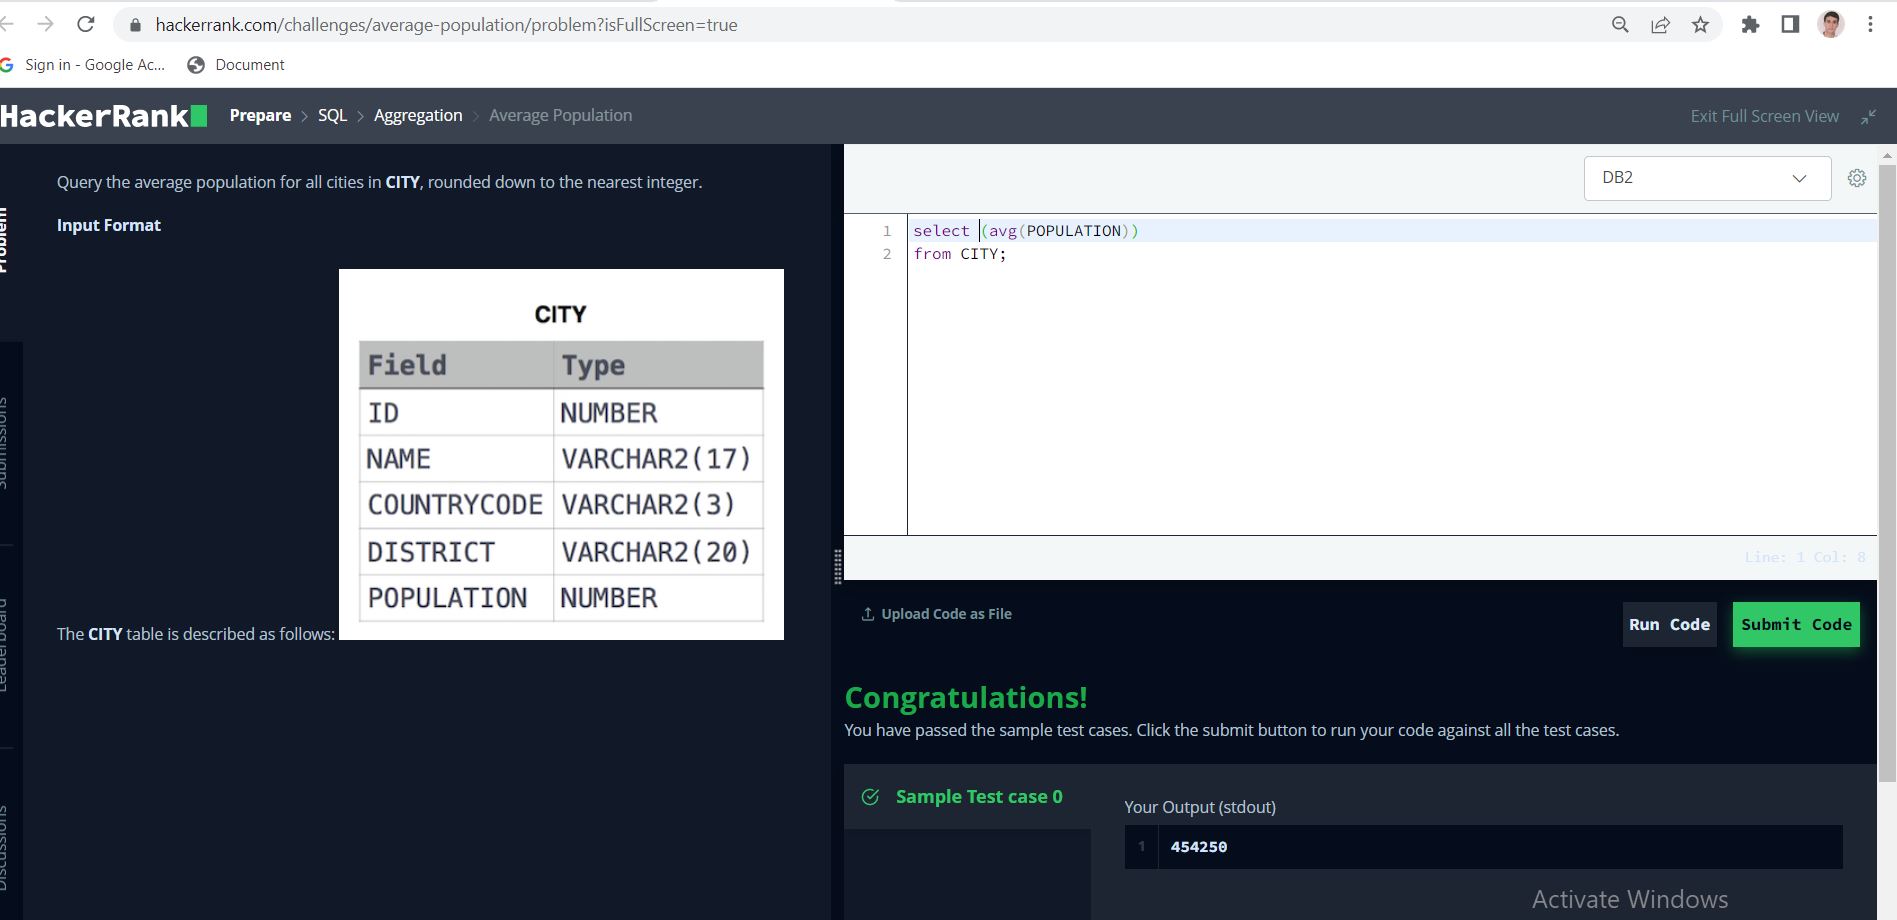 hackerrank.com/challenges/average-population/problem?isFullScreen=true
Sign in - Google Ac... Document
HackerRank Prepare > SQL > Aggregation > Average Population Exit Full Screen View
Problem
Submissions
Leaderboard
Discussions
Query the average population for all cities in CITY, rounded down to the nearest integer.
Input Format
CITY
Field Type
ID NUMBER
NAME VARCHAR2(17)
COUNTRYCODE VARCHAR2(3)
DISTRICT VARCHAR2(20)
POPULATION NUMBER
The CITY table is described as follows:
DB2
1 select (avg(POPULATION))
2 from CITY;
Line: 1 Col: 8
Upload Code as File
Run Code Submit Code
Congratulations!
You have passed the sample test cases. Click the submit button to run your code against all the test cases.
Sample Test case 0
Your Output (stdout)
1 454250
Activate Windows